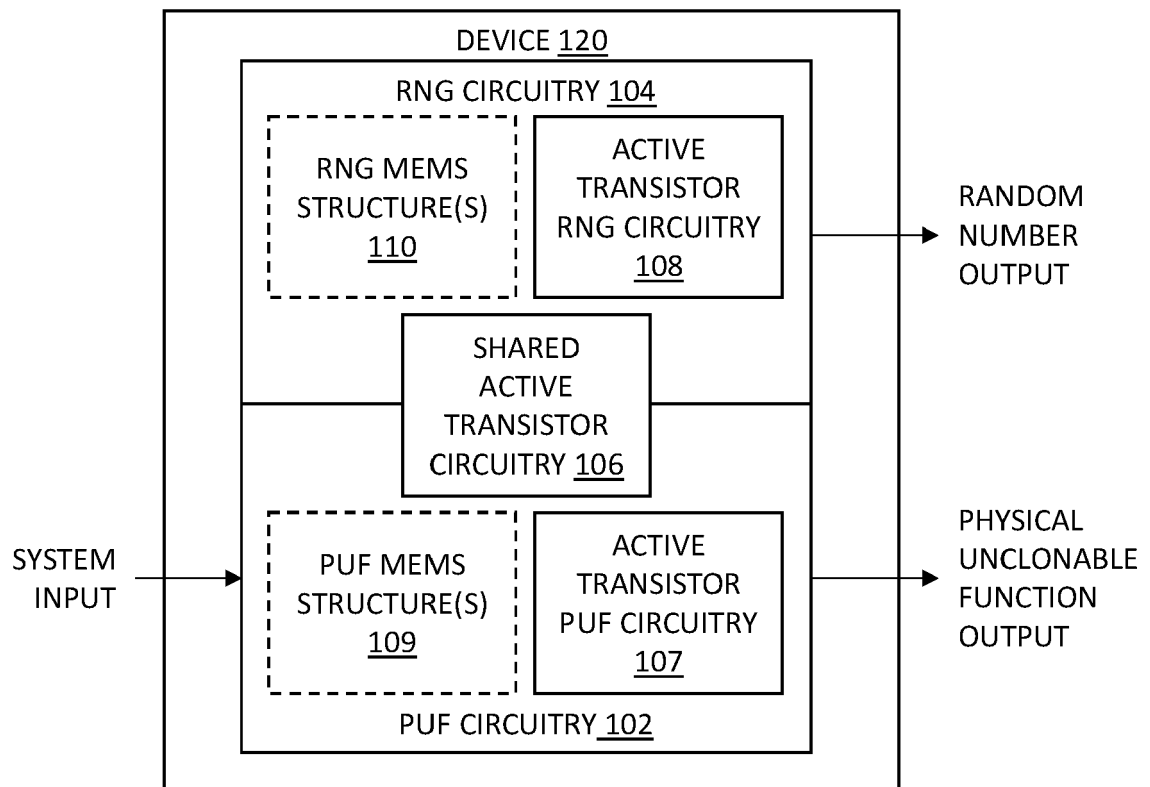 DEVICE 120
RNG CIRCUITRY 104
RNG MEMS
STRUCTURE(S)
110
ACTIVE
TRANSISTOR
RNG CIRCUITRY
108
RANDOM
NUMBER
OUTPUT
SHARED
ACTIVE
TRANSISTOR
CIRCUITRY 106
SYSTEM
INPUT
PUF MEMS
STRUCTURE(S)
109
ACTIVE
TRANSISTOR
PUF CIRCUITRY
107
PHYSICAL
UNCLONABLE
FUNCTION
OUTPUT
PUF CIRCUITRY 102